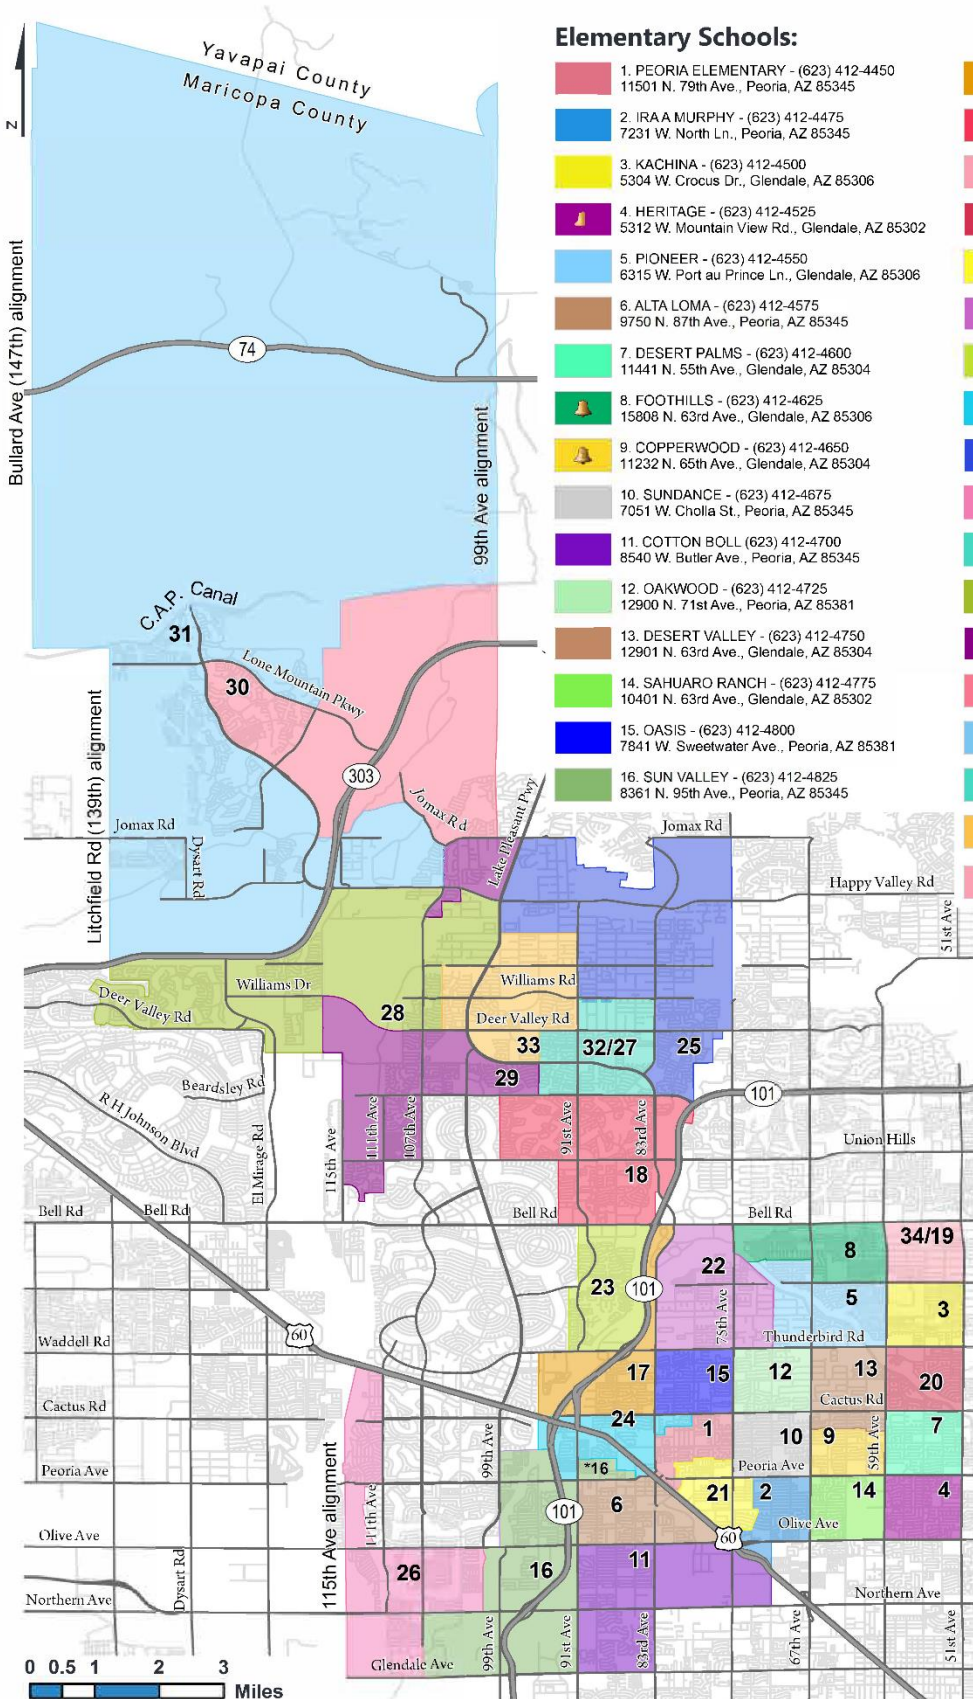 Elementary Schools:
1. PEORIA ELEMENTARY - (623) 412-4450
11501 N. 79th Ave., Peoria, AZ 85345
2. IRA A MURPHY - (623) 412-4475
7231 W. North Ln., Peoria, AZ 85345
3. KACHINA - (623) 412-4500
5304 W. Crocus Dr., Glendale, AZ 85306
4. HERITAGE - (623) 412-4525
5312 W. Mountain View Rd., Glendale, AZ 85302
5. PIONEER - (623) 412-4550
6315 W. Port au Prince Ln., Glendale, AZ 85306
6. ALTA LOMA - (623) 412-4575
9750 N. 87th Ave., Peoria, AZ 85345
7. DESERT PALMS - (623) 412-4600
11441 N. 55th Ave., Glendale, AZ 85304
8. FOOTHILLS - (623) 412-4625
15808 N. 63rd Ave., Glendale, AZ 85306
9. COPPERWOOD - (623) 412-4650
11232 N. 65th Ave., Glendale, AZ 85304
10. SUNDANCE - (623) 412-4675
7051 W. Cholla St., Peoria, AZ 85345
11. COTTON BOLL (623) 412-4700
8540 W. Butler Ave., Peoria, AZ 85345
12. OAKWOOD - (623) 412-4725
12900 N. 71st Ave., Peoria, AZ 85381
13. DESERT VALLEY - (623) 412-4750
12901 N. 63rd Ave., Glendale, AZ 85304
14. SAHUARO RANCH - (623) 412-4775
10401 N. 63rd Ave., Glendale, AZ 85302
15. OASIS - (623) 412-4800
7841 W. Sweetwater Ave., Peoria, AZ 85381
16. SUN VALLEY - (623) 412-4825
8361 N. 95th Ave., Peoria, AZ 85345
Z
Yavapai County
Maricopa County
Bullard Ave (147th) alignment
74
99th Ave alignment
C.A.P. Canal
31
30
Lone Mountain Pkwy
Litchfield Rd (139th) alignment
303
Jomax Rd
Jomax Rd
Jomax Rd
Lake Pleasant Pwy
Dysart Rd
Happy Valley Rd
51st Ave
Williams Dr
Williams Rd
Deer Valley Rd
28
Deer Valley Rd
33
32/27
25
29
Beardsley Rd
101
R H Johnson Blvd
El Mirage Rd
115th Ave
111th Ave
107th Ave
91st Ave
83rd Ave
Union Hills
18
Bell Rd
Bell Rd
Bell Rd
Bell Rd
34/19
8
22
23
101
5
3
75th Ave
60
Waddell Rd
Thunderbird Rd
17
15
12
13
20
Cactus Rd
Cactus Rd
24
1
10
9
59th Ave
7
99th Ave
Peoria Ave
*16
Peoria Ave
115th Ave alignment
111th Ave
101
6
21
2
14
4
Olive Ave
Olive Ave
60
Dysart Rd
26
16
11
Northern Ave
Northern Ave
99th Ave
91st Ave
83rd Ave
67th Ave
51st Ave
Glendale Ave
0 0.5 1 2 3
Miles